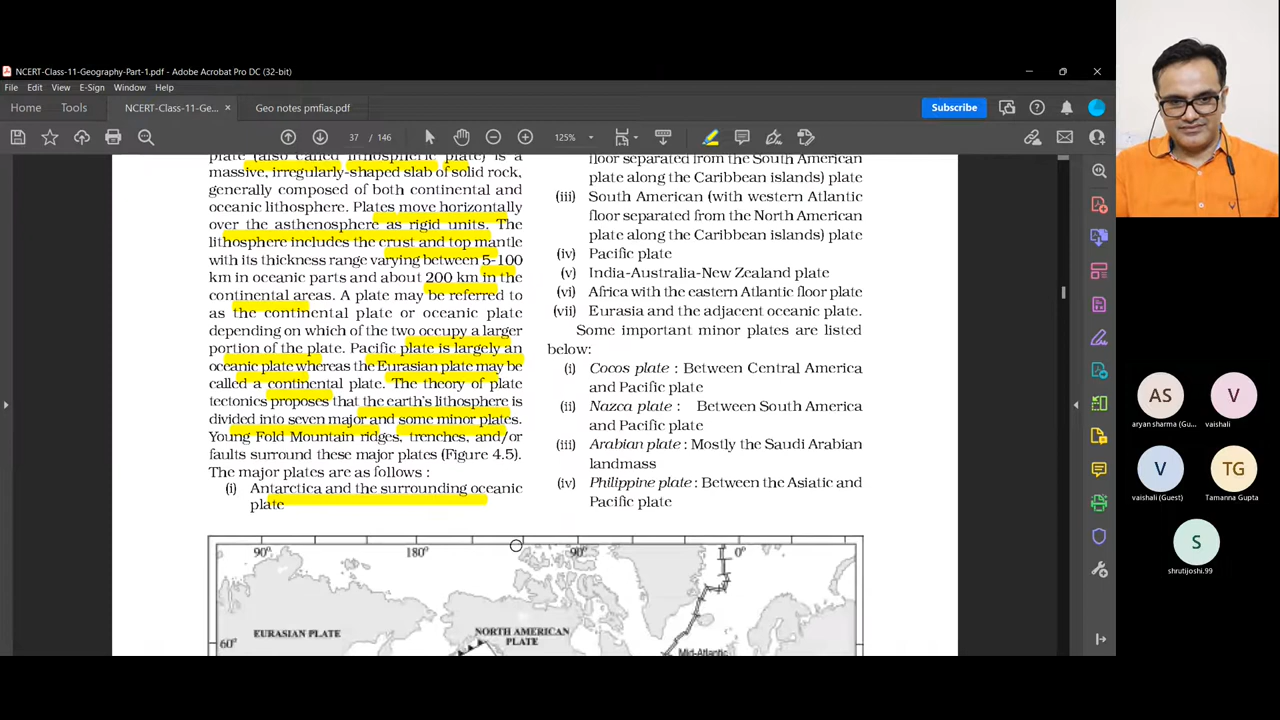 NCERT-Class-11-Geography-Part-1.pdf - Adobe Acrobat Pro DC (32-bit)
File Edit View E-Sign Window Help
Home Tools NCERT-Class-11-Ge... × Geo notes pmfias.pdf Subscribe
37 / 146 125%
plate (also called lithospheric plate) is a
massive, irregularly-shaped slab of solid rock,
generally composed of both continental and
oceanic lithosphere. Plates move horizontally
over the asthenosphere as rigid units. The
lithosphere includes the crust and top mantle
with its thickness range varying between 5-100
km in oceanic parts and about 200 km in the
continental areas. A plate may be referred to
as the continental plate or oceanic plate
depending on which of the two occupy a larger
portion of the plate. Pacific plate is largely an
oceanic plate whereas the Eurasian plate may be
called a continental plate. The theory of plate
tectonics proposes that the earth's lithosphere is
divided into seven major and some minor plates.
Young Fold Mountain ridges, trenches, and/or
faults surround these major plates (Figure 4.5).
The major plates are as follows :
(i) Antarctica and the surrounding oceanic
plate
floor separated from the South American
plate along the Caribbean islands) plate
(iii) South American (with western Atlantic
floor separated from the North American
plate along the Caribbean islands) plate
(iv) Pacific plate
(v) India-Australia-New Zealand plate
(vi) Africa with the eastern Atlantic floor plate
(vii) Eurasia and the adjacent oceanic plate.
Some important minor plates are listed
below:
(i) Cocos plate : Between Central America
and Pacific plate
(ii) Nazca plate : Between South America
and Pacific plate
(iii) Arabian plate : Mostly the Saudi Arabian
landmass
(iv) Philippine plate : Between the Asiatic and
Pacific plate
90° 180° 90° 0°
EURASIAN PLATE
NORTH AMERICAN
PLATE
60°
Mid-Atlantic
AS V
aryan sharma (Gu... vaishali
V TG
vaishali (Guest) Tamanna Gupta
S
shrutijoshi.99